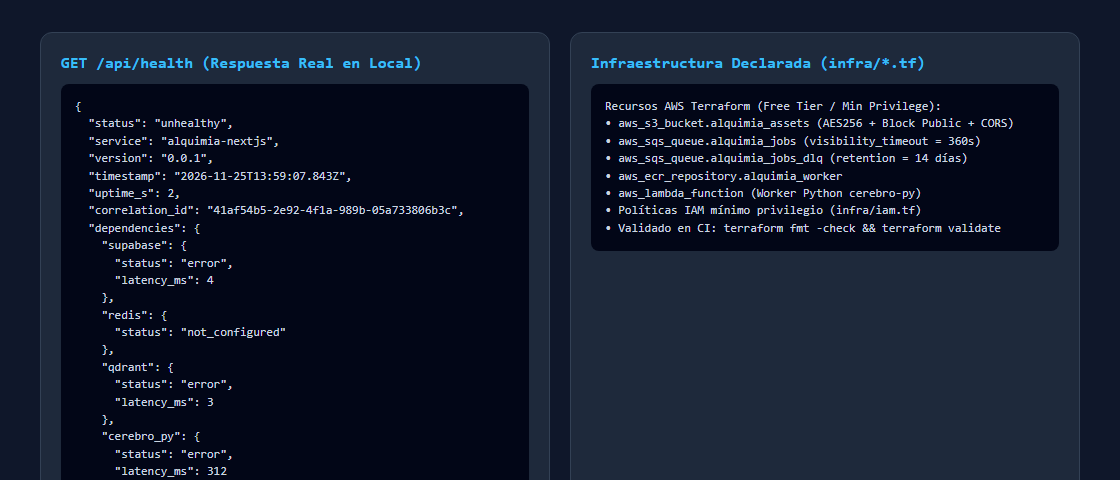 GET /api/health (Respuesta Real en Local)
{
  "status": "unhealthy",
  "service": "alquimia-nextjs",
  "version": "0.0.1",
  "timestamp": "2026-11-25T13:59:07.843Z",
  "uptime_s": 2,
  "correlation_id": "41af54b5-2e92-4f1a-989b-05a733806b3c",
  "dependencies": {
    "supabase": {
      "status": "error",
      "latency_ms": 4
    },
    "redis": {
      "status": "not_configured"
    },
    "qdrant": {
      "status": "error",
      "latency_ms": 3
    },
    "cerebro_py": {
      "status": "error",
      "latency_ms": 312
Infraestructura Declarada (infra/*.tf)
Recursos AWS Terraform (Free Tier / Min Privilege):
• aws_s3_bucket.alquimia_assets (AES256 + Block Public + CORS)
• aws_sqs_queue.alquimia_jobs (visibility_timeout = 360s)
• aws_sqs_queue.alquimia_jobs_dlq (retention = 14 días)
• aws_ecr_repository.alquimia_worker
• aws_lambda_function (Worker Python cerebro-py)
• Políticas IAM mínimo privilegio (infra/iam.tf)
• Validado en CI: terraform fmt -check && terraform validate